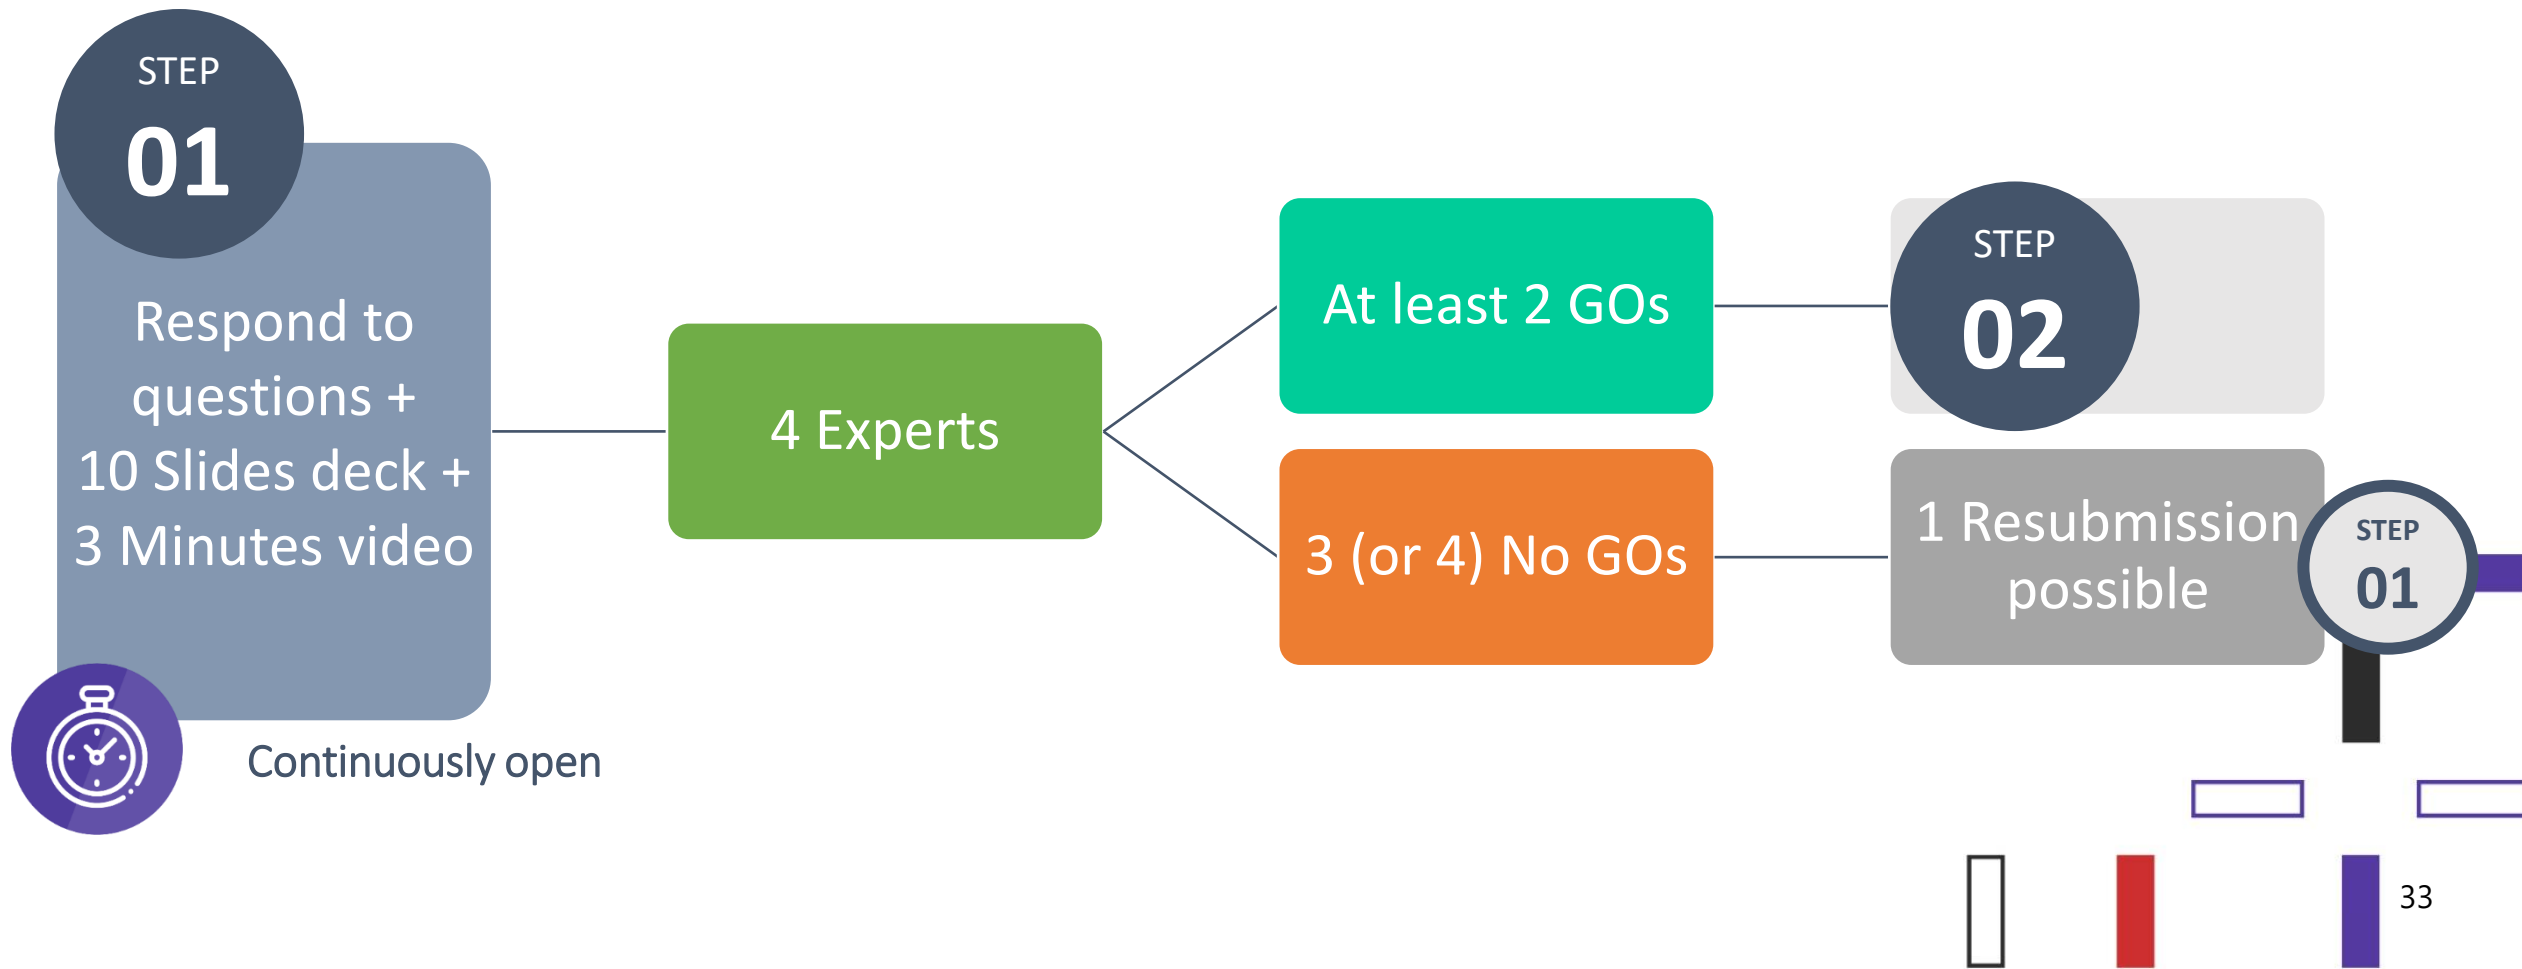 STEP
01
Respond to
questions +
10 Slides deck +
3 Minutes video
Continuously open
4 Experts
At least 2 GOs
STEP
02
3 (or 4) No GOs
1 Resubmission
possible
STEP
01
33